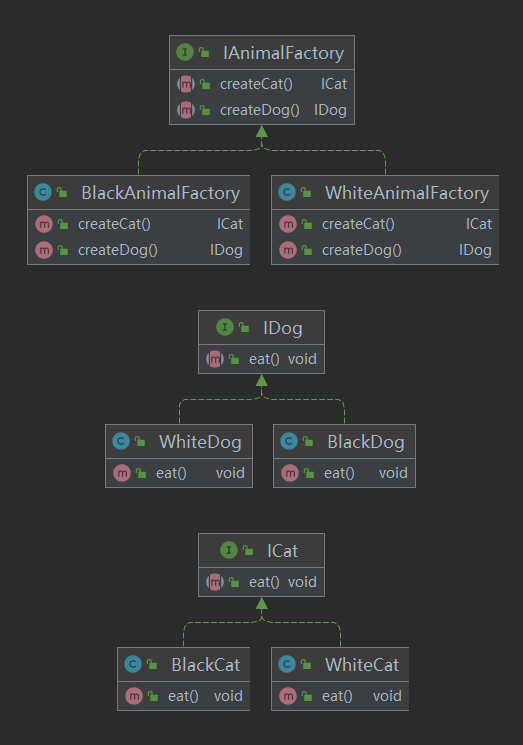 I IAnimalFactory
m createCat() ICat
m createDog() IDog
C BlackAnimalFactory
m createCat() ICat
m createDog() IDog
C WhiteAnimalFactory
m createCat() ICat
m createDog() IDog
I IDog
m eat() void
C WhiteDog
m eat() void
C BlackDog
m eat() void
I ICat
m eat() void
C BlackCat
m eat() void
C WhiteCat
m eat() void